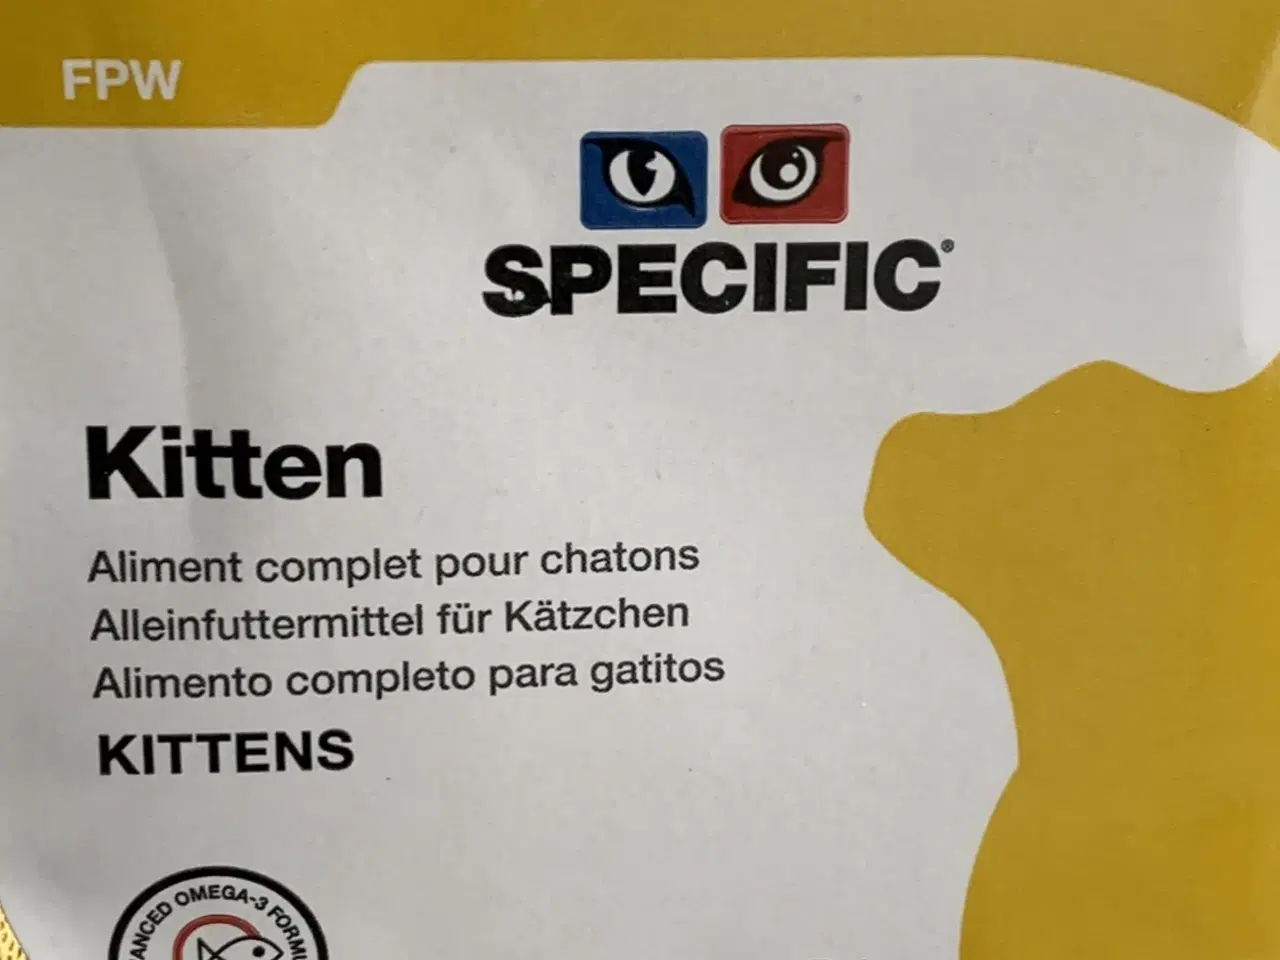 FPW
SPECIFIC®
Kitten
Aliment complet pour chatons
Alleinfuttermittel für Kätzchen
Alimento completo para gatitos
KITTENS
OMEGA-3